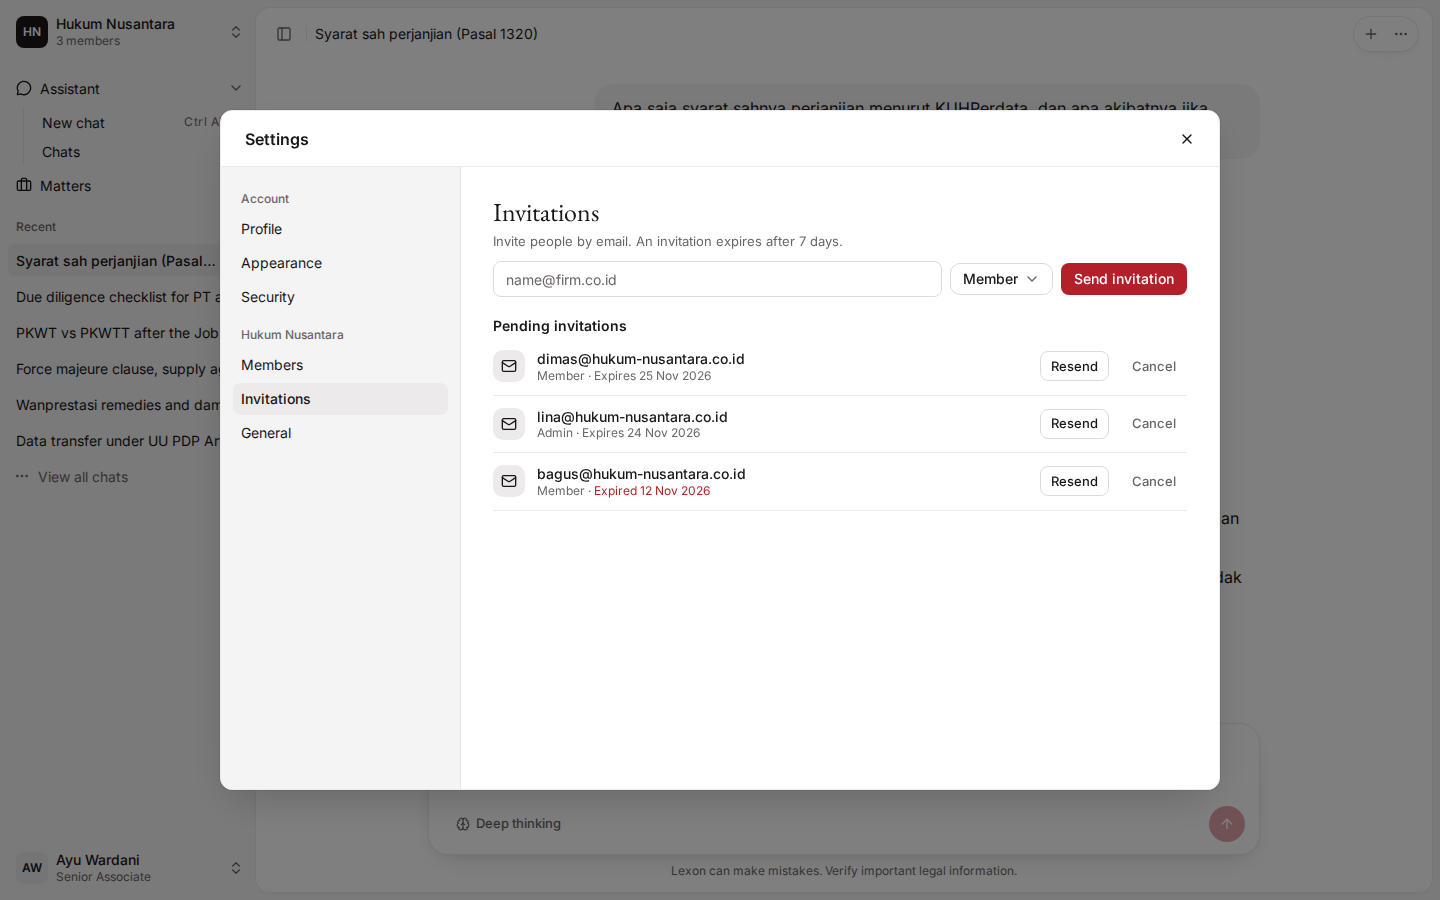 HN
Hukum Nusantara
3 members
Assistant
New chat
Ctrl A
Chats
Matters
Recent
Syarat sah perjanjian (Pasal...
Due diligence checklist for PT a
PKWT vs PKWTT after the Job
Force majeure clause, supply ag
Wanprestasi remedies and dam
Data transfer under UU PDP Ar
View all chats
AW
Ayu Wardani
Senior Associate
Syarat sah perjanjian (Pasal 1320)
Apa saja syarat sahnya perjanjian menurut KUHPerdata, dan apa akibatnya jika
an
dak
Deep thinking
Lexon can make mistakes. Verify important legal information.
Settings
Account
Profile
Appearance
Security
Hukum Nusantara
Members
Invitations
General
Invitations
Invite people by email. An invitation expires after 7 days.
name@firm.co.id
Member
Send invitation
Pending invitations
dimas@hukum-nusantara.co.id
Member · Expires 25 Nov 2026
Resend
Cancel
lina@hukum-nusantara.co.id
Admin · Expires 24 Nov 2026
Resend
Cancel
bagus@hukum-nusantara.co.id
Member · Expired 12 Nov 2026
Resend
Cancel